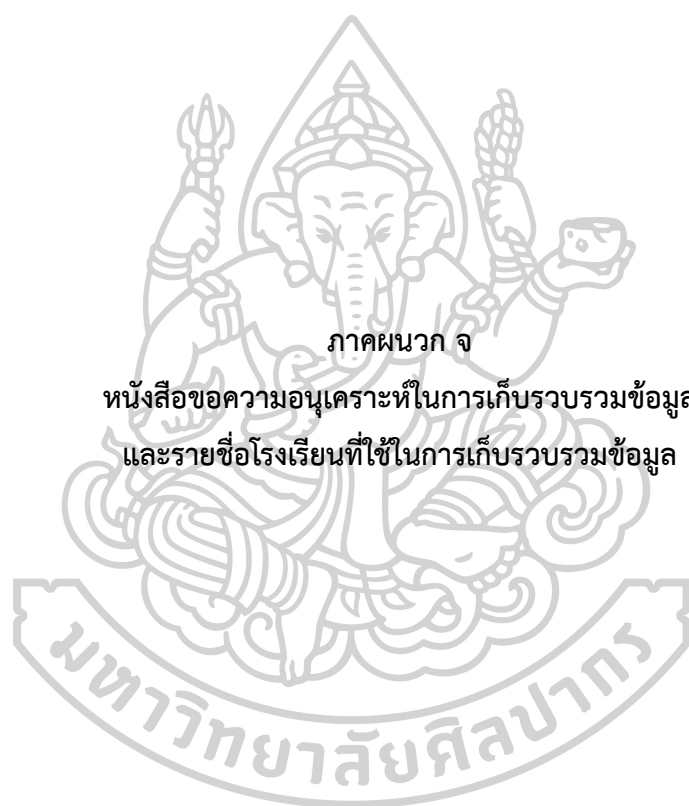 ภาคผนวก จ
หนังสือขอความอนุเคราะห์ในการเก็บรวบรวมข้อมูล
และรายชื่อโรงเรียนที่ใช้ในการเก็บรวบรวมข้อมูล
มหาวิทยาลัยศิลปากร